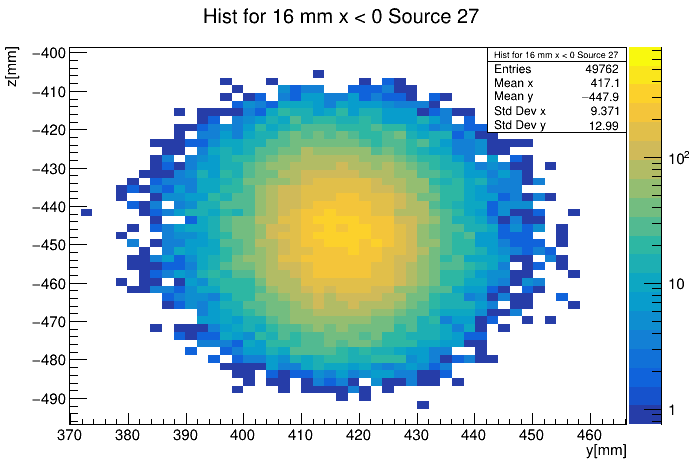 Hist for 16 mm x < 0 Source 27
z[mm]
Hist for 16 mm x < 0 Source 27
Entries 49762
Mean x 417.1
Mean y −447.9
Std Dev x 9.371
Std Dev y 12.99
−400
−410
−420
−430
−440
−450
−460
−470
−480
−490
10²
10
1
370 380 390 400 410 420 430 440 450 460
y[mm]